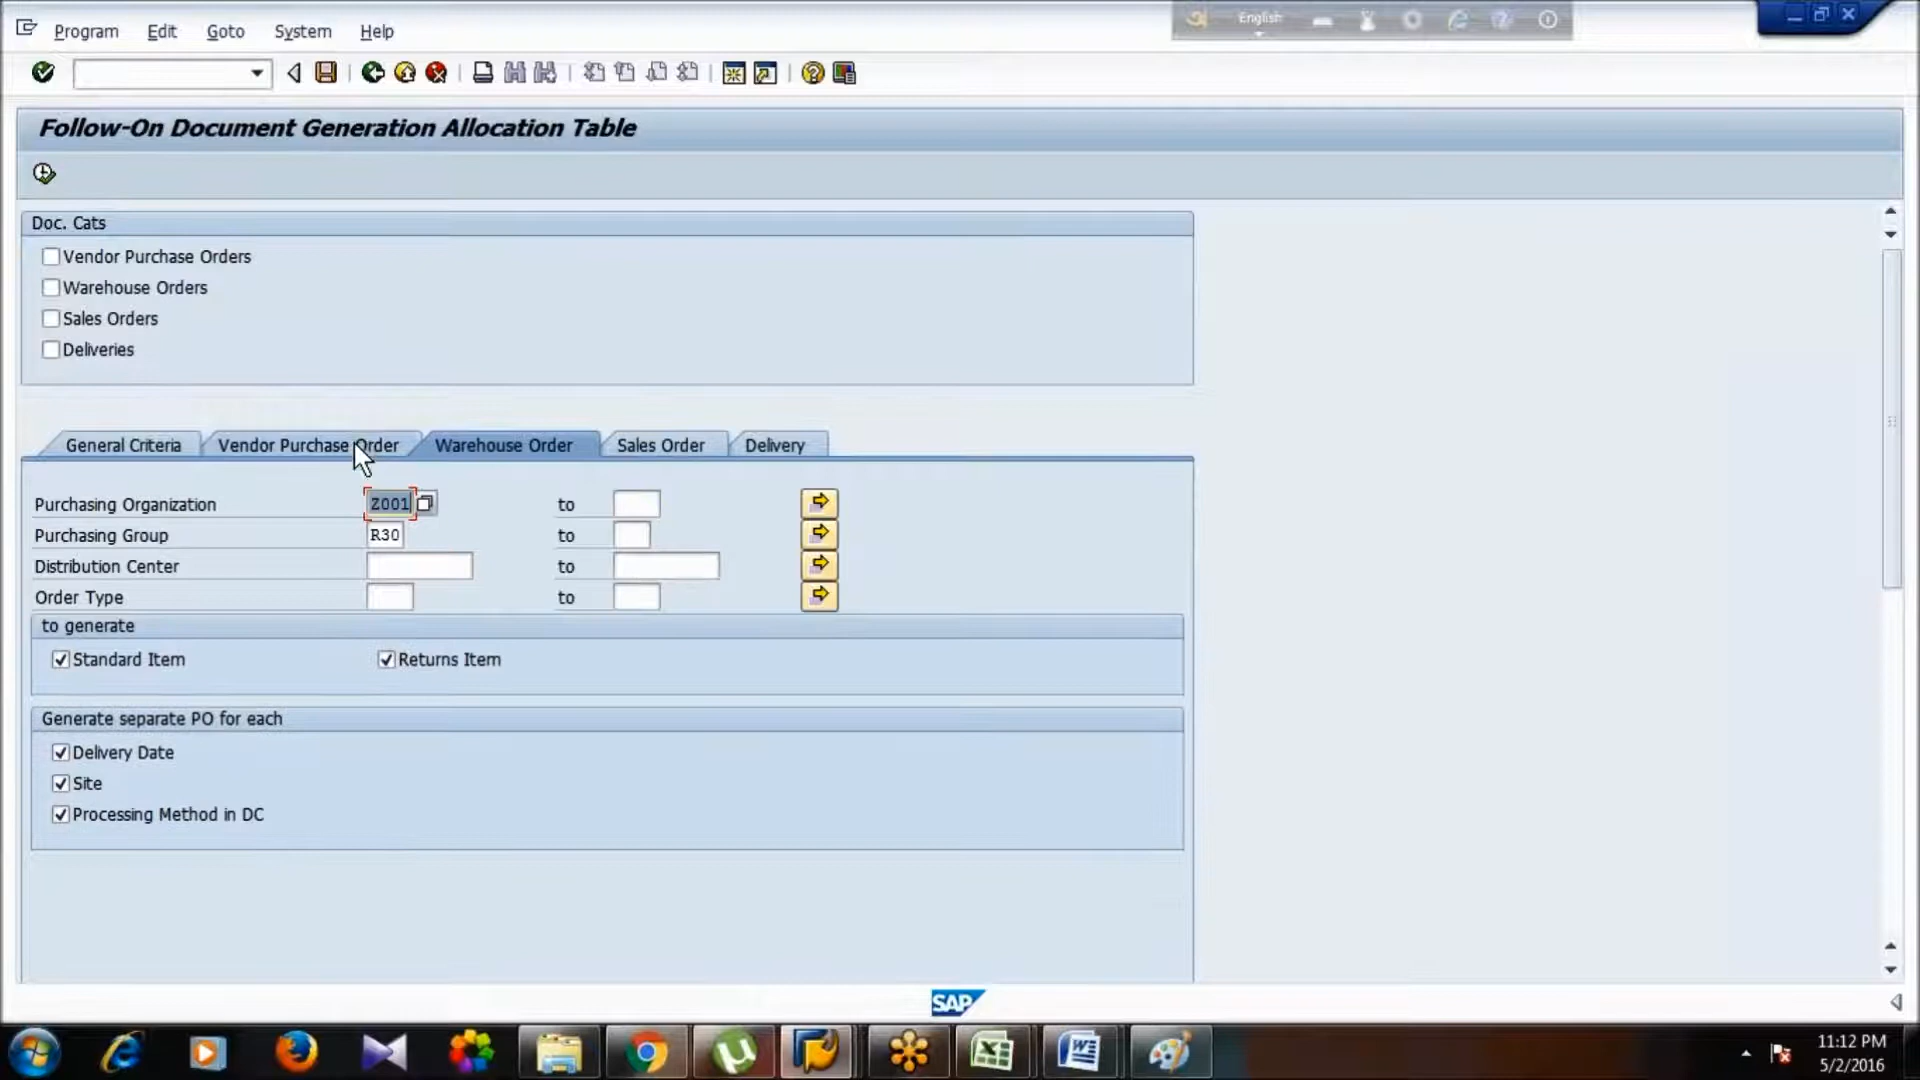 English
Program Edit Goto System Help
Follow-On Document Generation Allocation Table
Doc. Cats
Vendor Purchase Orders
Warehouse Orders
Sales Orders
Deliveries
General Criteria Vendor Purchase Order Warehouse Order Sales Order Delivery
Purchasing Organization Z001 to
Purchasing Group R30 to
Distribution Center to
Order Type to
to generate
Standard Item Returns Item
Generate separate PO for each
Delivery Date
Site
Processing Method in DC
SAP
11:12 PM
5/2/2016